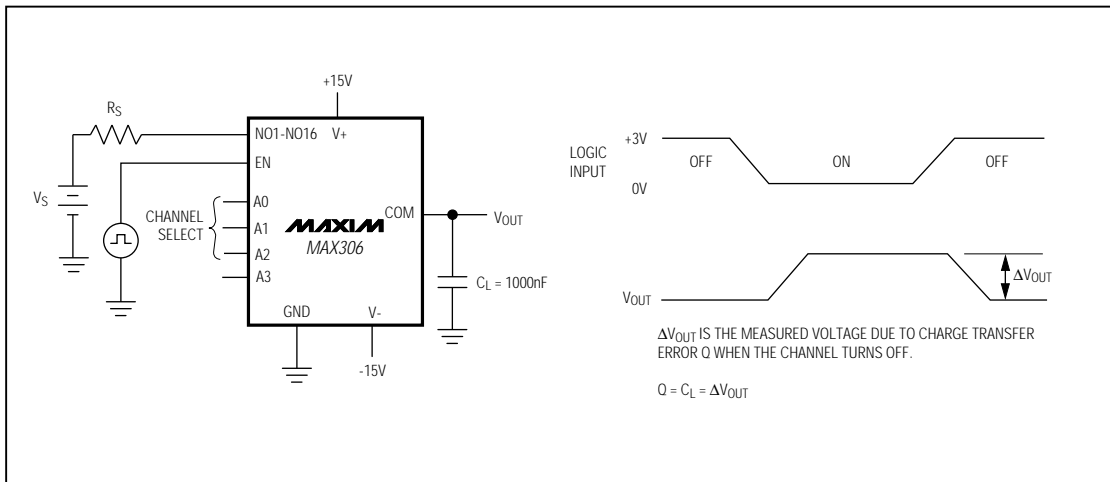 +15V
RS
NO1-NO16 V+
EN
VS
A0
CHANNEL
SELECT
A1
A2
A3
MAXIM
MAX306
COM
VOUT
CL = 1000nF
GND
V-
-15V
LOGIC
INPUT
+3V
0V
OFF
ON
OFF
VOUT
ΔVOUT
ΔVOUT IS THE MEASURED VOLTAGE DUE TO CHARGE TRANSFER
ERROR Q WHEN THE CHANNEL TURNS OFF.
Q = CL = ΔVOUT